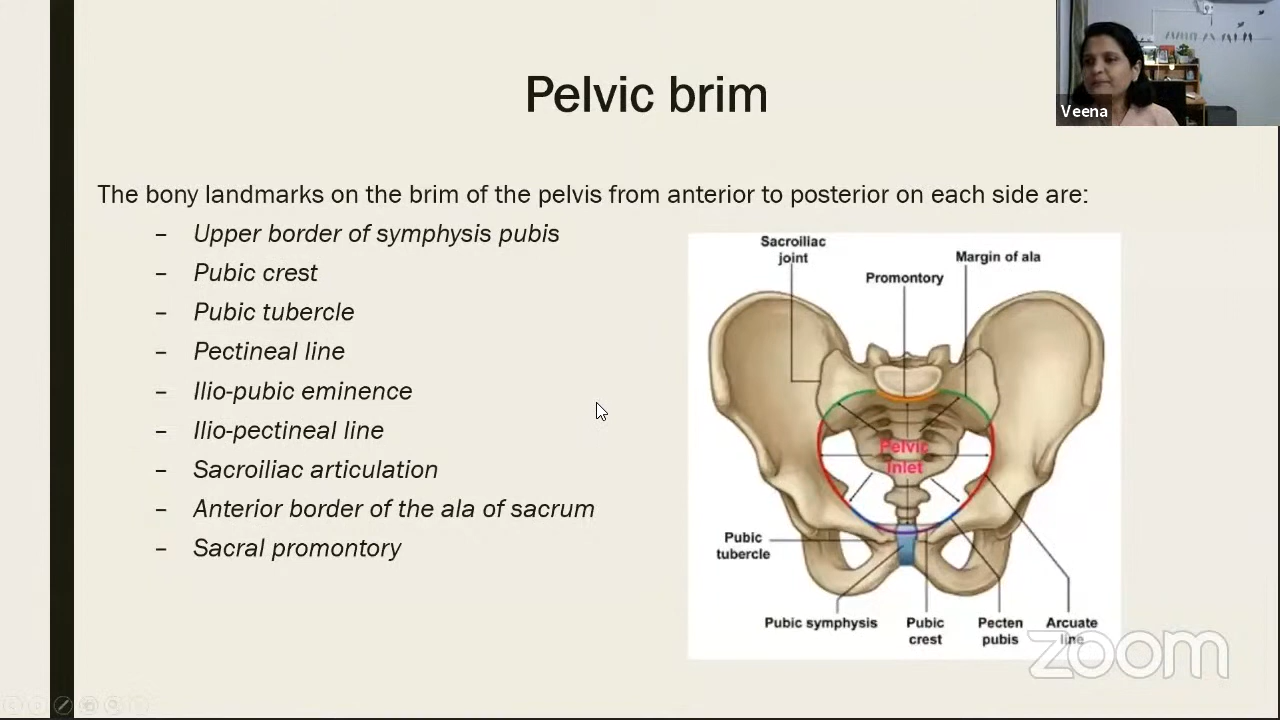 Pelvic brim
Veena
The bony landmarks on the brim of the pelvis from anterior to posterior on each side are:
– Upper border of symphysis pubis
– Pubic crest
– Pubic tubercle
– Pectineal line
– Ilio-pubic eminence
– Ilio-pectineal line
– Sacroiliac articulation
– Anterior border of the ala of sacrum
– Sacral promontory
Sacroiliac
joint
Margin of ala
Promontory
Pelvic
Inlet
Pubic
tubercle
Pubic symphysis
Pubic
crest
Pecten
pubis
Arcuate
line
zoom